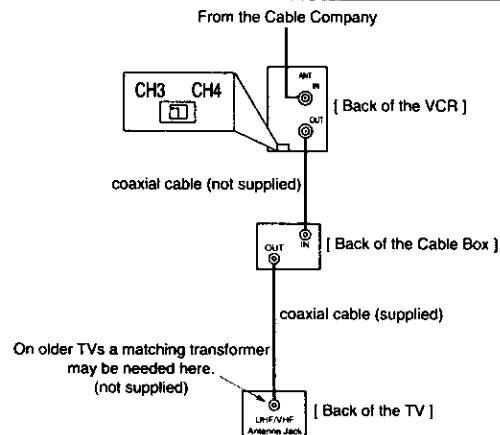 From the Cable Company
ANT
IN
CH3 CH4
[ Back of the VCR ]
OUT
coaxial cable (not supplied)
IN
OUT
[ Back of the Cable Box ]
coaxial cable (supplied)
On older TVs a matching transformer
may be needed here.
(not supplied)
[ Back of the TV ]
UHF/VHF
Antenna Jack